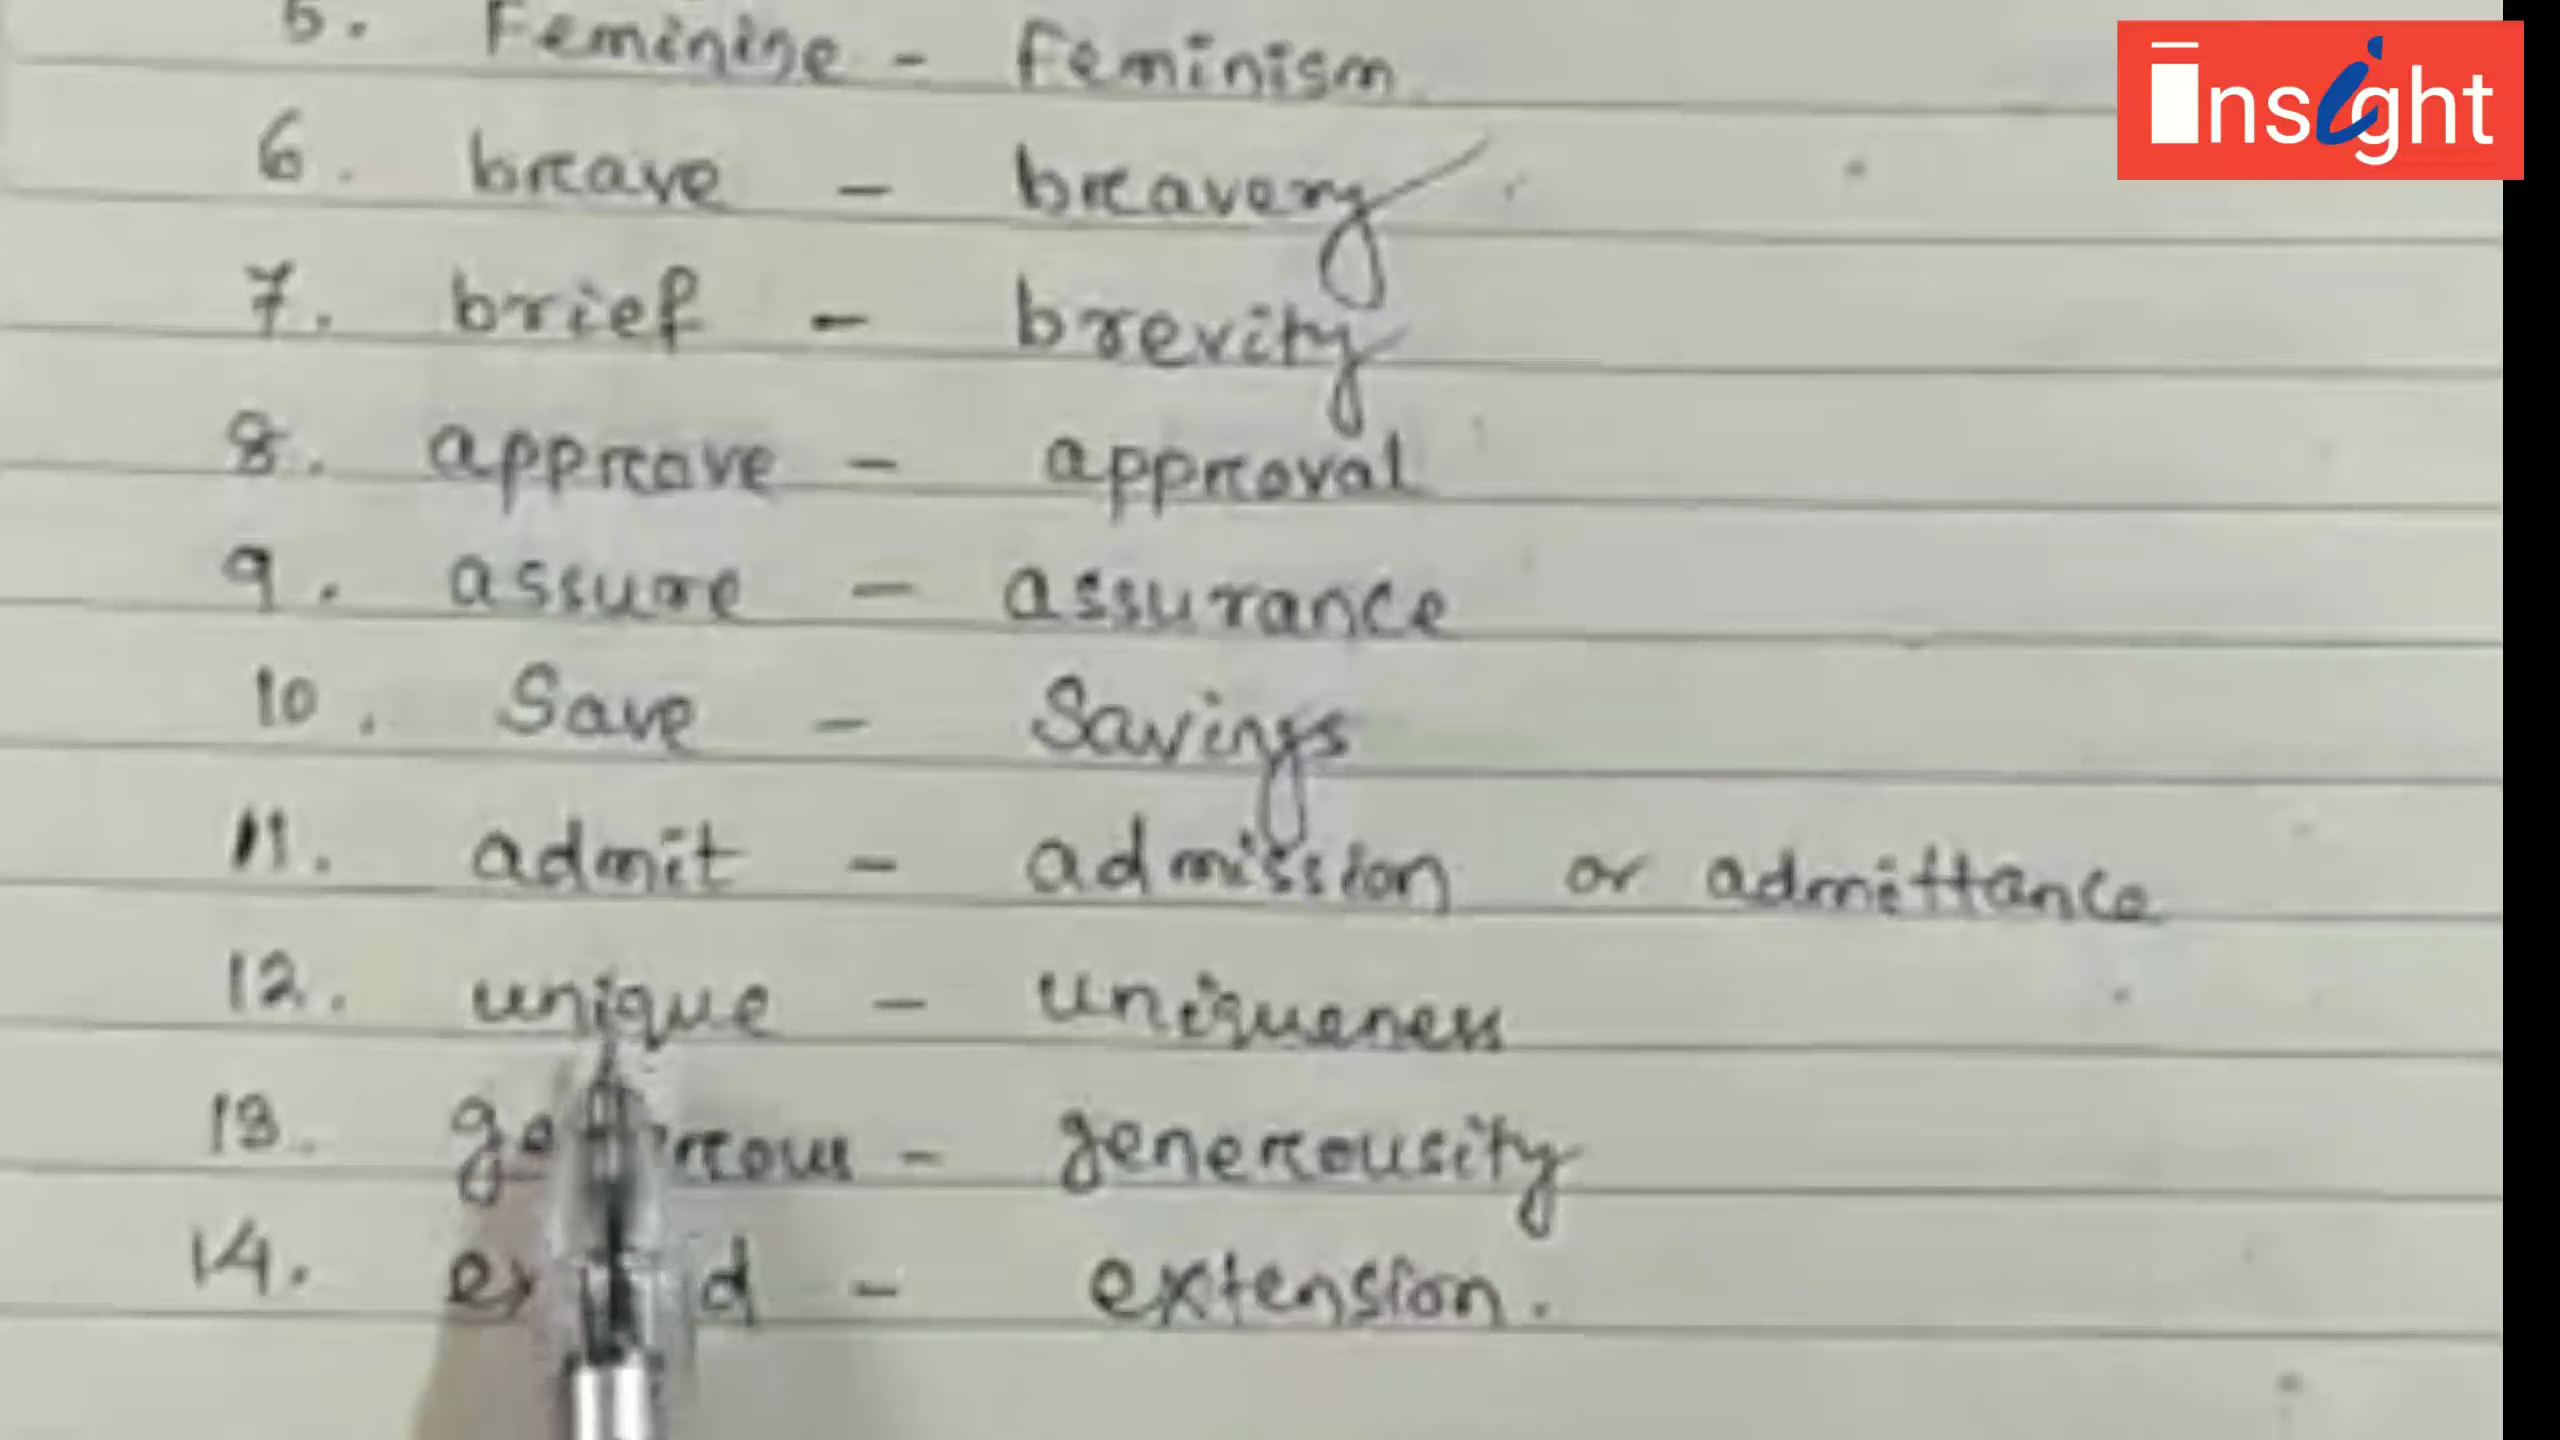 5. Feminise - Feminism
Insight
6. brave - bravery
7. brief - brevity
8. approve - approval
9. assure - assurance
10. Save - Savings
11. admit - admission or admittance
12. unique - uniqueness
13. - generousity
14. - extension.